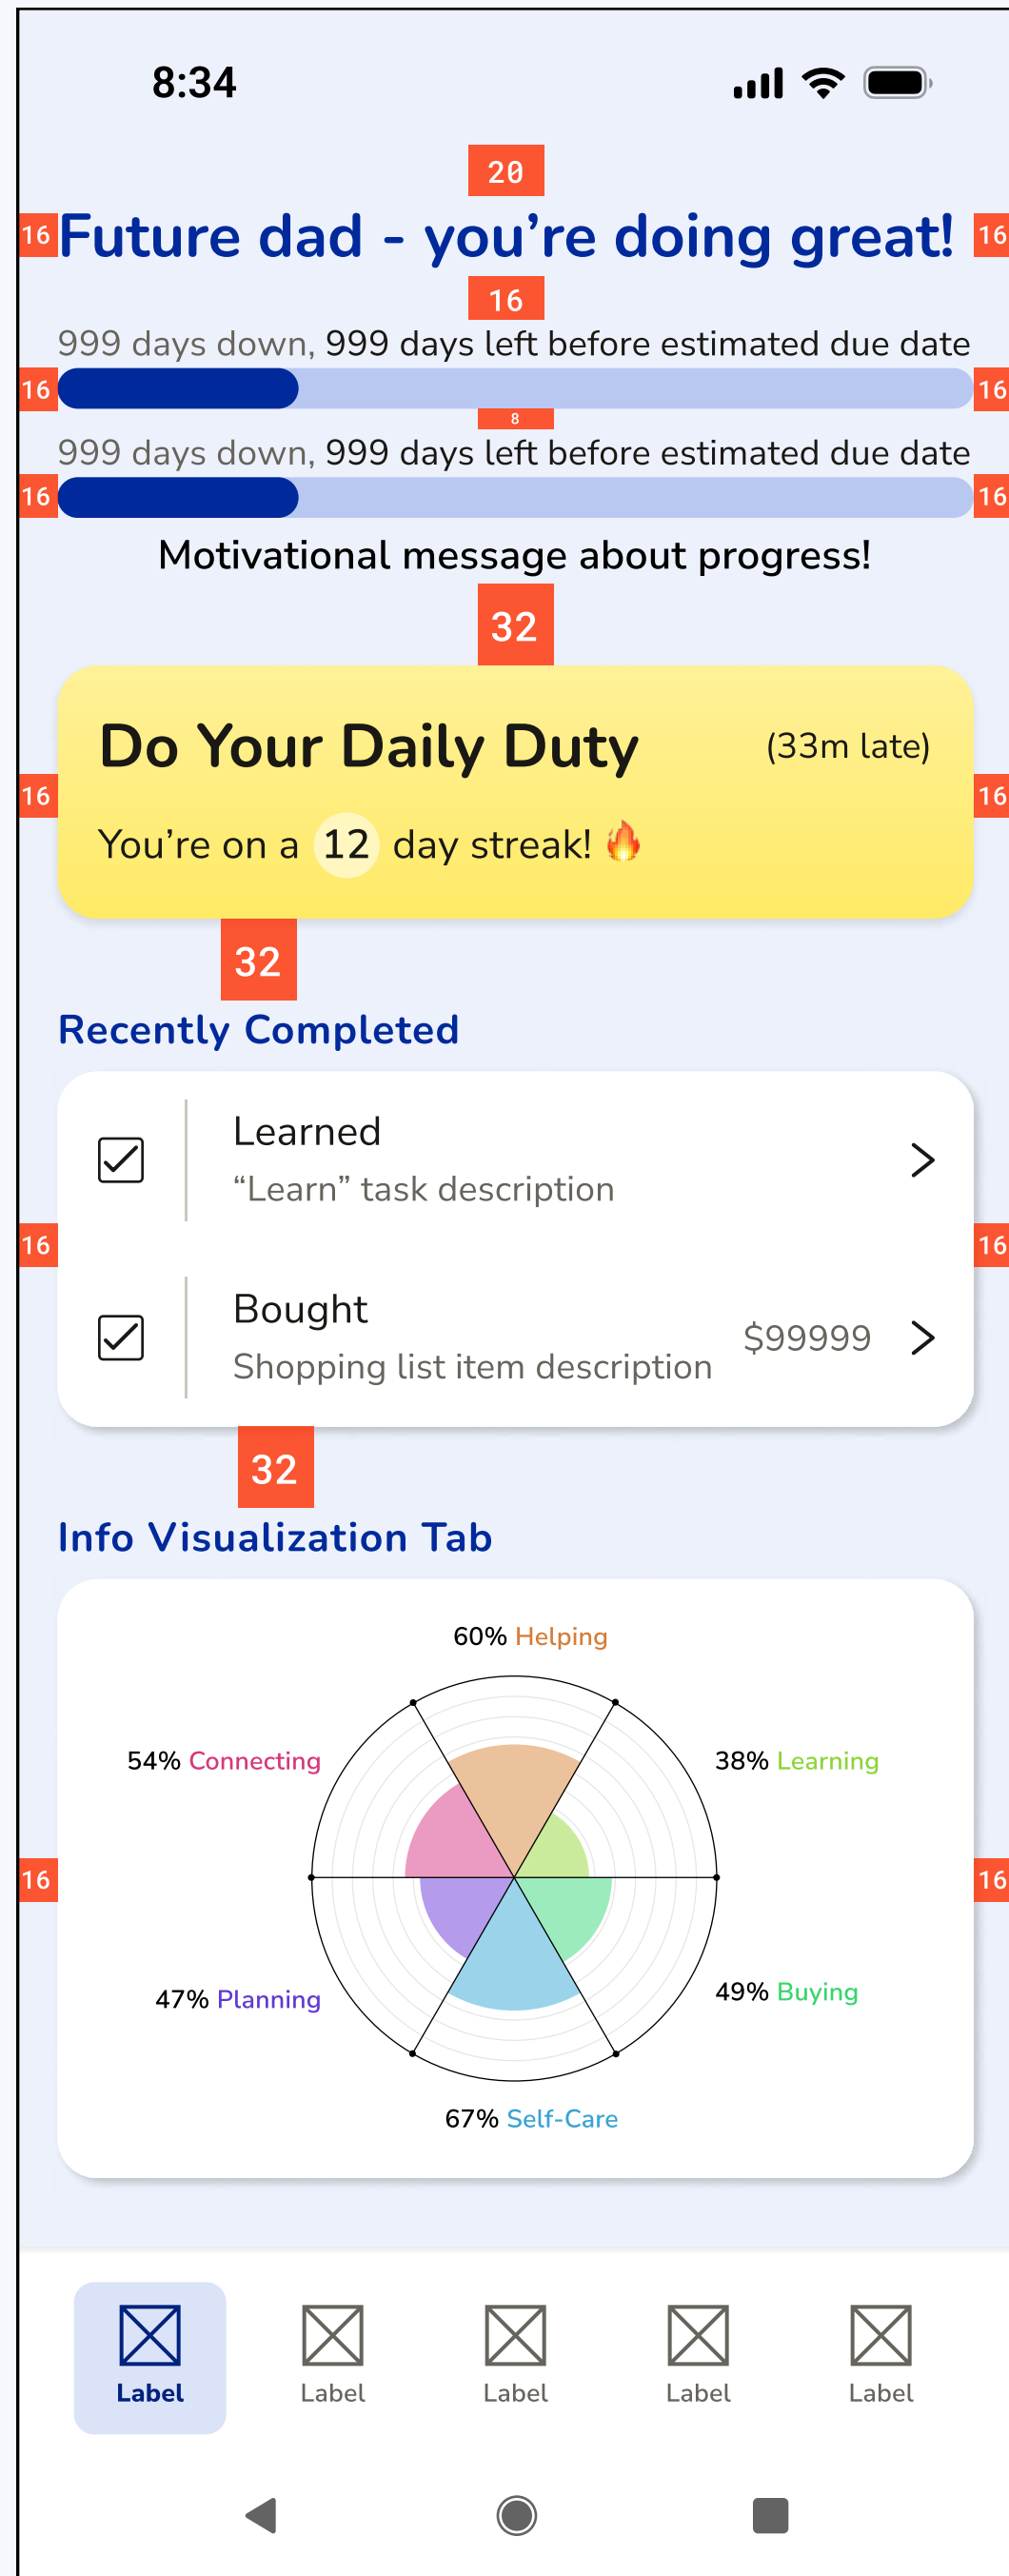 8:34
20
16 Future dad - you’re doing great! 16
16
999 days down, 999 days left before estimated due date
16 16
8
999 days down, 999 days left before estimated due date
16 16
Motivational message about progress!
32
Do Your Daily Duty (33m late)
16 16
You’re on a 12 day streak! 🔥
32
Recently Completed
Learned
“Learn” task description
16 16
Bought
$99999
Shopping list item description
32
Info Visualization Tab
60% Helping
54% Connecting 38% Learning
16 16
47% Planning 49% Buying
67% Self-Care
Label Label Label Label Label